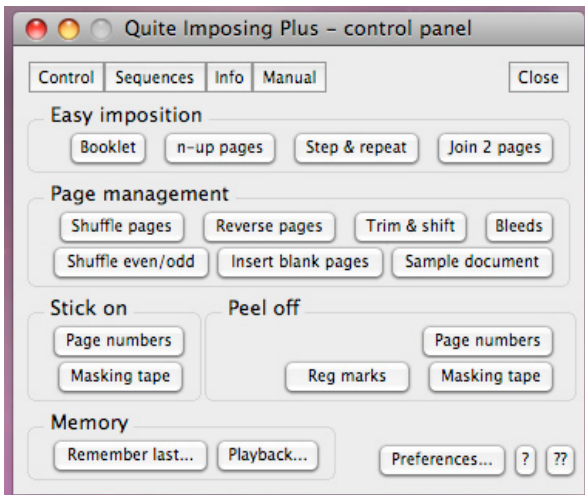 Quite Imposing Plus - control panel
Control Sequences Info Manual Close
Easy imposition
Booklet n-up pages Step & repeat Join 2 pages
Page management
Shuffle pages Reverse pages Trim & shift Bleeds
Shuffle even/odd Insert blank pages Sample document
Stick on Peel off
Page numbers Page numbers
Masking tape Reg marks Masking tape
Memory
Remember last... Playback... Preferences... ? ??